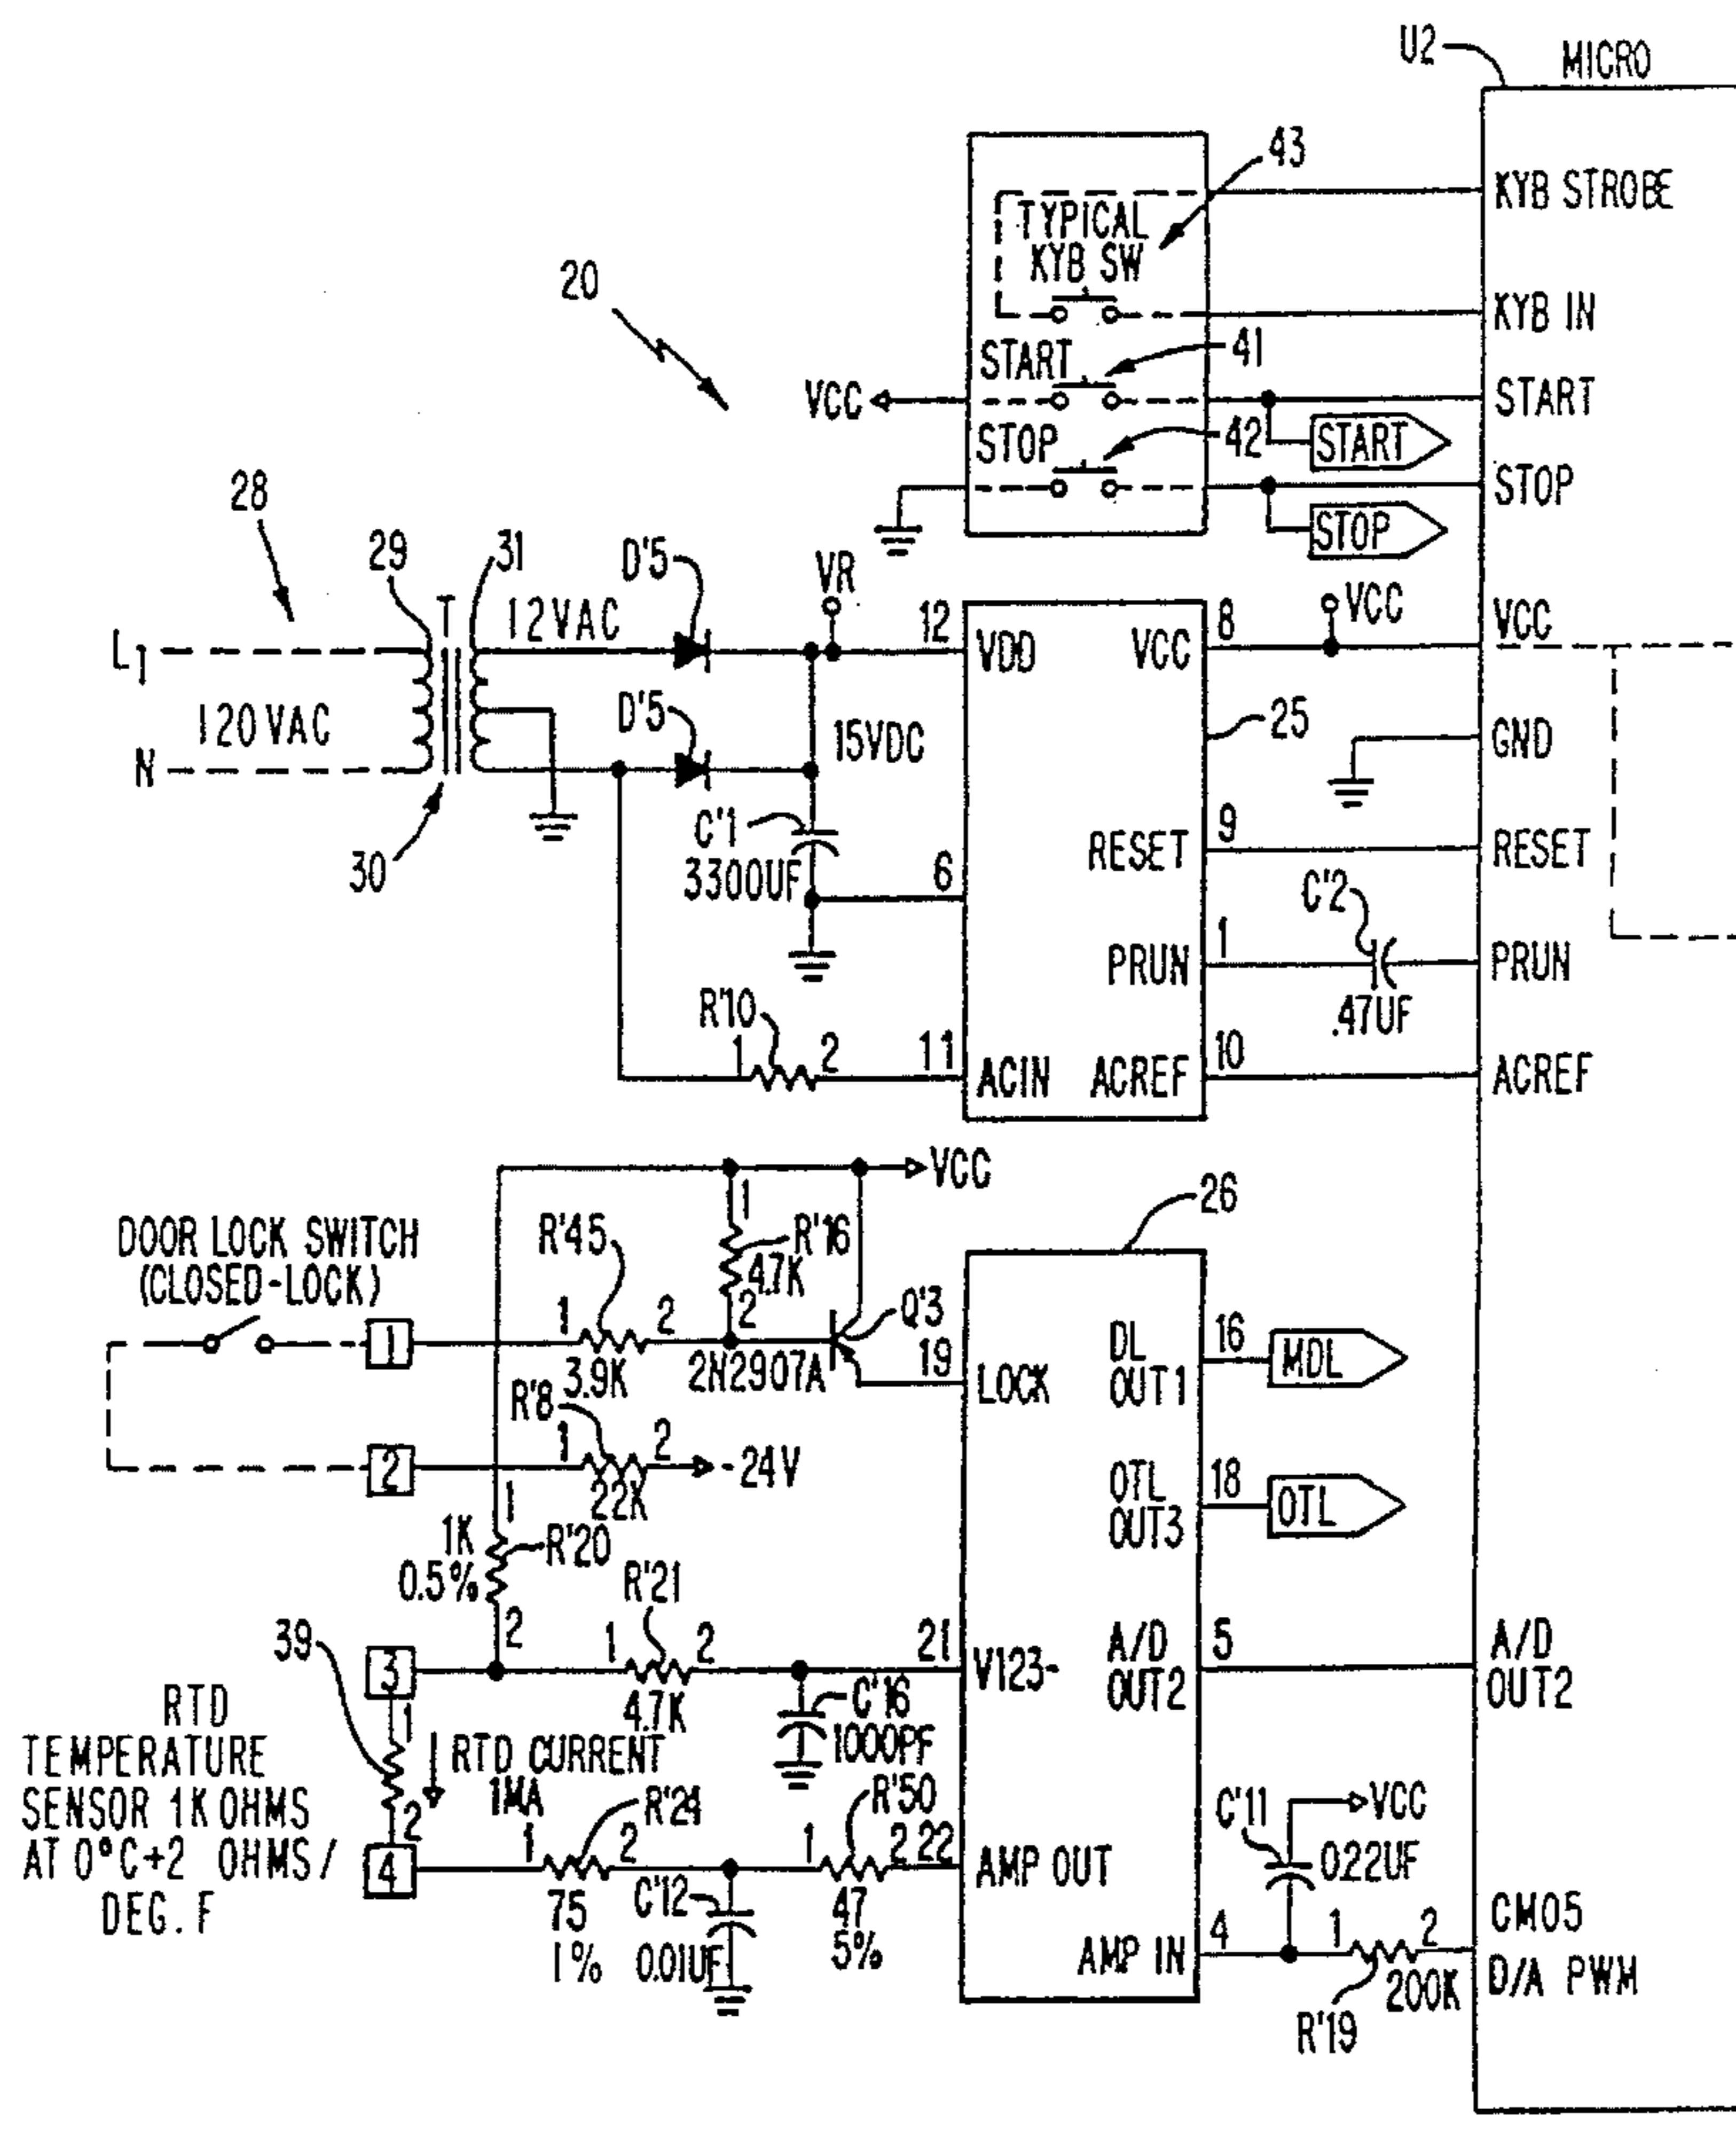 U2
MICRO
43
KYB STROBE
TYPICAL
KYB SW
20
KYB IN
START
41
VCC
START
START
STOP
42
STOP
STOP
28
29
T
31
12VAC
D'5
VR
12
VDD
VCC
8
VCC
VCC
L1
120VAC
N
D'5
15VDC
25
GND
30
C'1
3300UF
6
RESET
9
RESET
C'2
PRUN
1
.47UF
PRUN
R'10
1
2
11
ACIN
ACREF
10
ACREF
VCC
26
DOOR LOCK SWITCH
(CLOSED-LOCK)
R'45
1
R'16
4.7K
2
Q'3
1
1
2
3.9K
2N2907A
19
LOCK
DL
OUT1
16
MDL
R'8
2
1
2
-24V
22K
OTL
OUT3
18
OTL
1
1K
0.5%
R'20
2
R'21
39
3
1
2
4.7K
21
V123-
A/D
OUT2
5
A/D
OUT2
C'16
1000PF
RTD
TEMPERATURE
SENSOR 1K OHMS
AT 0°C+2 OHMS/
DEG. F
1
2
RTD CURRENT
1MA
4
1
R'24
2
75
1%
C'12
0.01UF
R'50
1
2
47
5%
22
AMP OUT
C'11
VCC
0.22UF
AMP IN
4
1
2
R'19
200K
CM05
D/A PWM